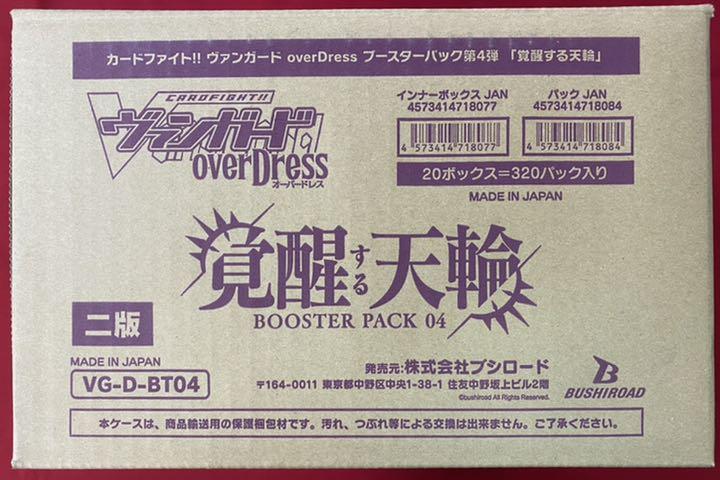 カードファイト!! ヴァンガード overDress ブースターパック第4弾 「覚醒する天輪」
CARDFIGHT!!
ヴァンガード
overDress
オーバードレス
インナーボックス JAN
4573414718077
パック JAN
4573414718084
4 573414 718077
4 573414 718084
20ボックス=320パック入り
MADE IN JAPAN
覚醒する天輪
BOOSTER PACK 04
二版
MADE IN JAPAN
VG-D-BT04
発売元:株式会社ブシロード
〒164-0011 東京都中野区中央1-38-1 住友中野坂上ビル2階
©bushiroad All Rights Reserved.
BUSHIROAD
本ケースは、商品輸送用の保護梱包材です。汚れ、つぶれ等による交換は出来ません。ご了承ください。